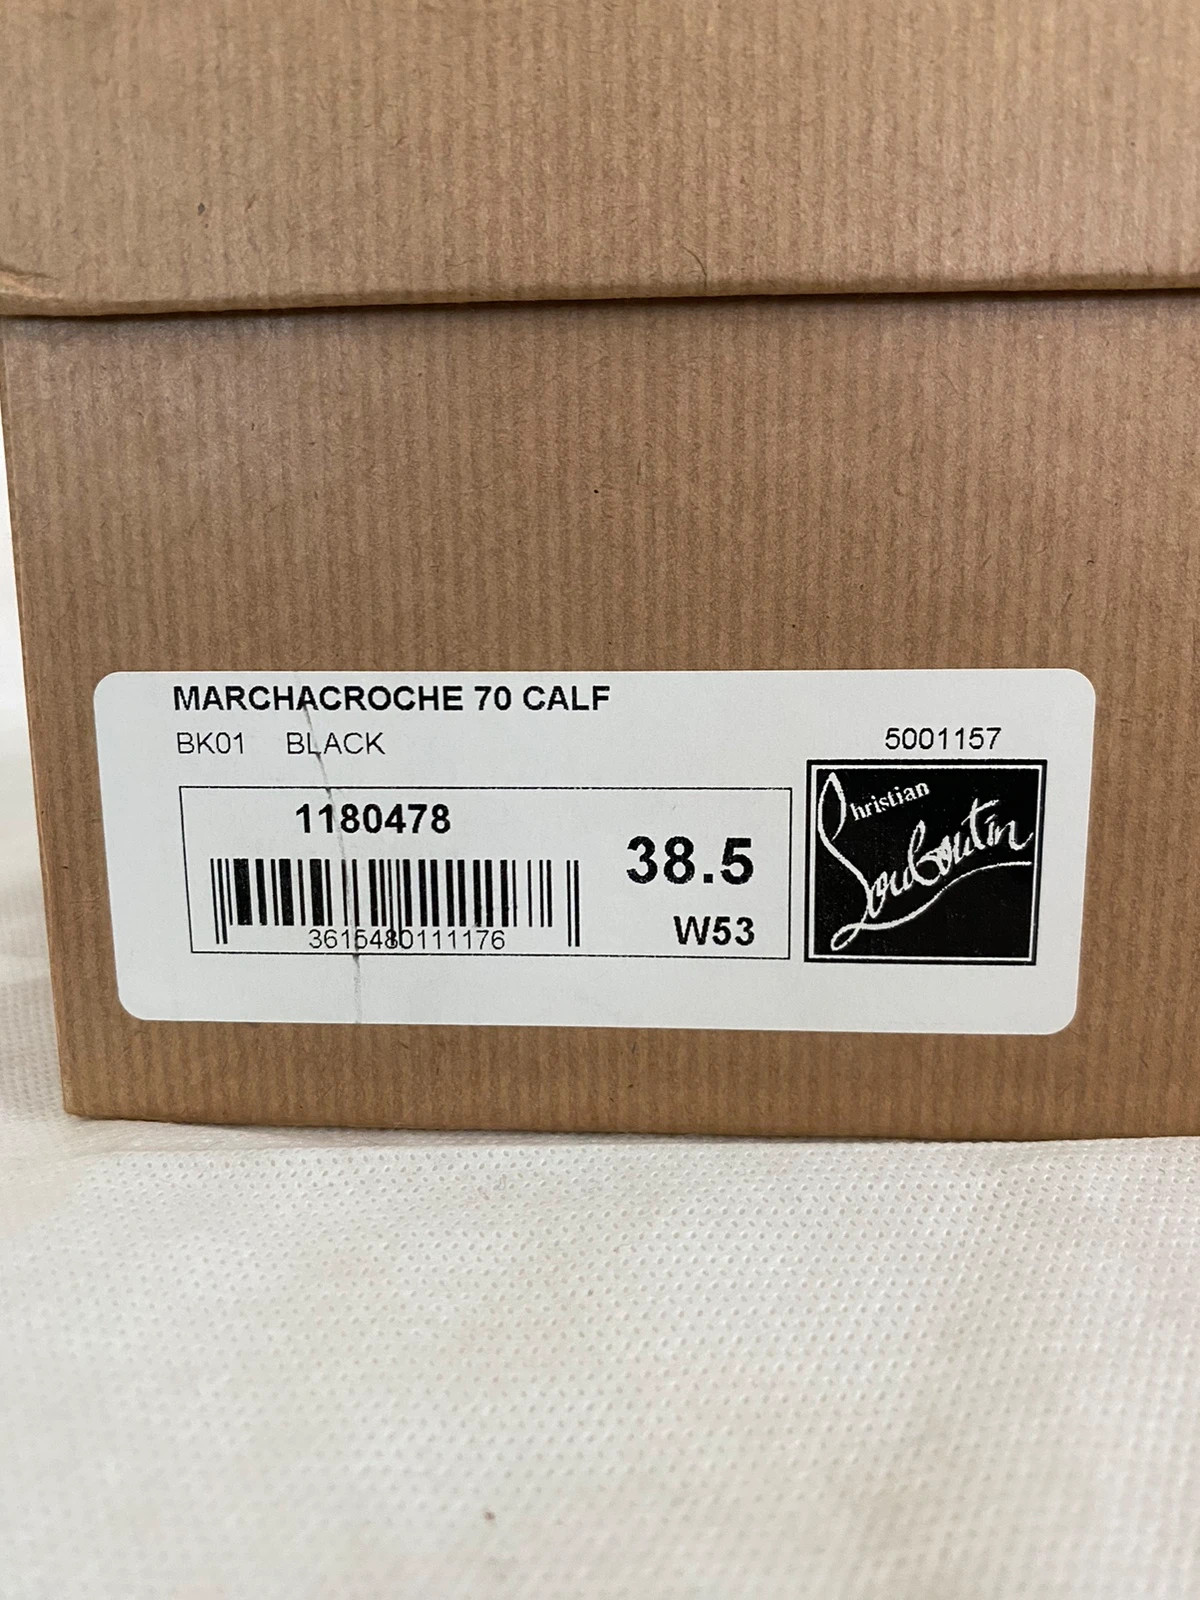 MARCHACROCHE 70 CALF
BK01 BLACK
5001157
1180478
38.5
3615480111176
W53
Christian
Louboutin